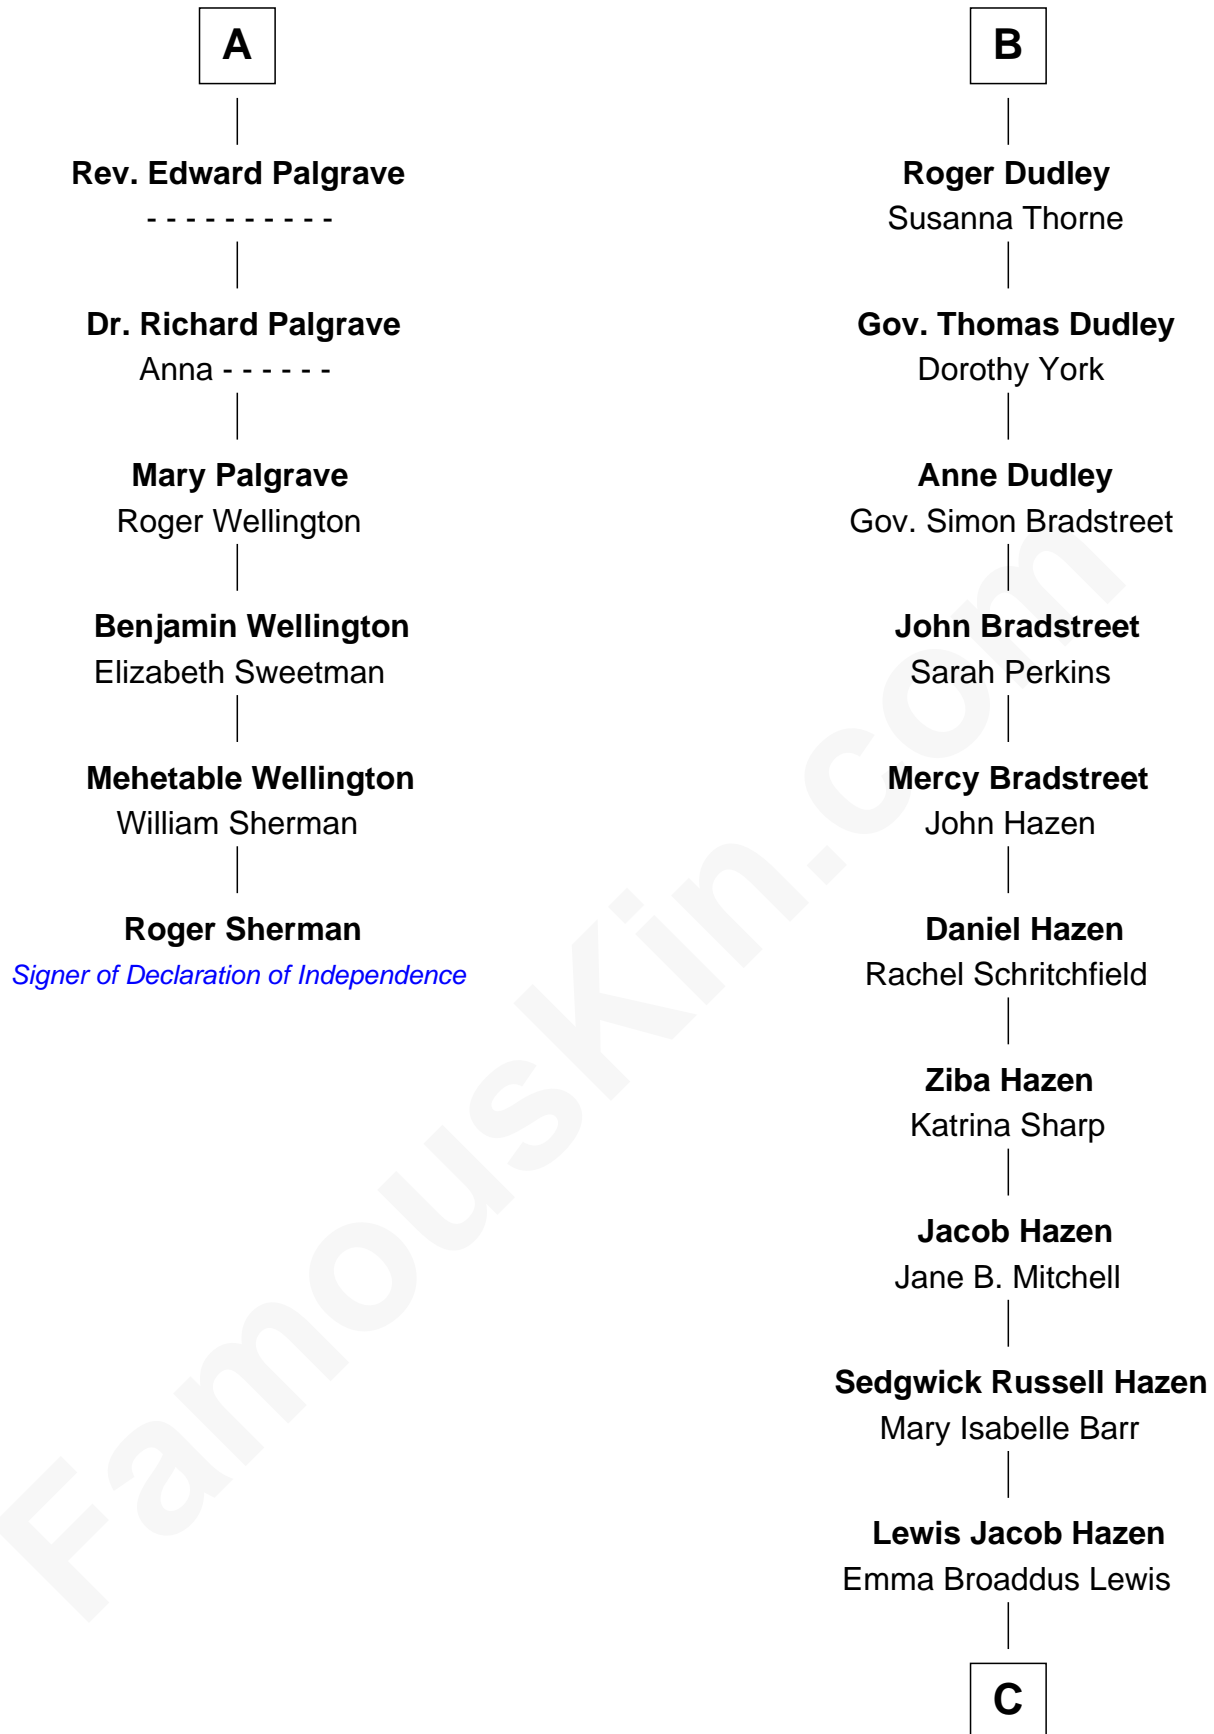 A
Rev. Edward Palgrave
- - - - - - - - - -
Dr. Richard Palgrave
Anna - - - - - -
Mary Palgrave
Roger Wellington
Benjamin Wellington
Elizabeth Sweetman
Mehetable Wellington
William Sherman
Roger Sherman
Signer of Declaration of Independence
B
Roger Dudley
Susanna Thorne
Gov. Thomas Dudley
Dorothy York
Anne Dudley
Gov. Simon Bradstreet
John Bradstreet
Sarah Perkins
Mercy Bradstreet
John Hazen
Daniel Hazen
Rachel Schritchfield
Ziba Hazen
Katrina Sharp
Jacob Hazen
Jane B. Mitchell
Sedgwick Russell Hazen
Mary Isabelle Barr
Lewis Jacob Hazen
Emma Broaddus Lewis
C
FamousKin.com